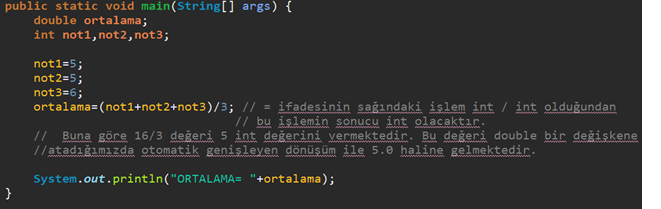 public static void main(String[] args) {
double ortalama;
int not1,not2,not3;
not1=5;
not2=5;
not3=6;
ortalama=(not1+not2+not3)/3; // = ifadesinin sağındaki işlem int / int olduğundan
// bu işlemin sonucu int olacaktır.
//  Buna göre 16/3 değeri 5 int değerini vermektedir. Bu değeri double bir değişkene
//atadığımızda otomatik genişleyen dönüşüm ile 5.0 haline gelmektedir.
System.out.println("ORTALAMA= "+ortalama);
}